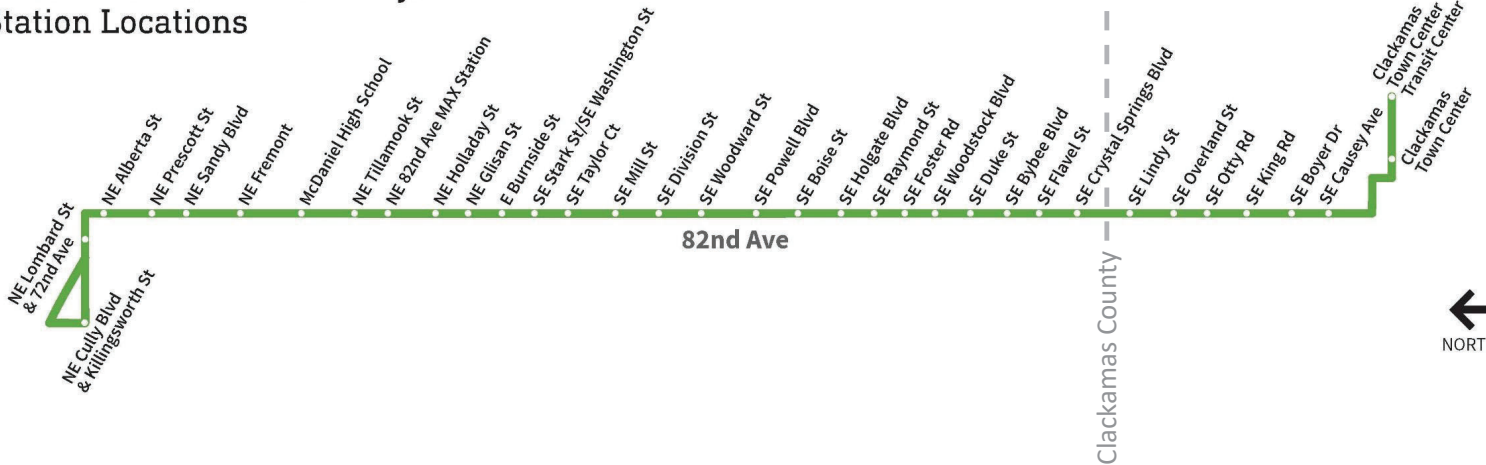 Station Locations
NE Lombard St
& 72nd Ave
NE Cully Blvd
& Killingsworth St
NE Alberta St
NE Prescott St
NE Sandy Blvd
NE Fremont
McDaniel High School
NE Tillamook St
NE 82nd Ave MAX Station
NE Holladay St
NE Glisan St
E Burnside St
SE Stark St/SE Washington St
SE Taylor Ct
SE Mill St
SE Division St
SE Woodward St
SE Powell Blvd
SE Boise St
SE Holgate Blvd
SE Raymond St
SE Foster Rd
SE Woodstock Blvd
SE Duke St
SE Bybee Blvd
SE Flavel St
SE Crystal Springs Blvd
SE Lindy St
SE Overland St
SE Otty Rd
SE King Rd
SE Boyer Dr
SE Causey Ave
Clackamas
Town Center
Transit Center
Clackamas
Town Center
82nd Ave
Clackamas County
NORT